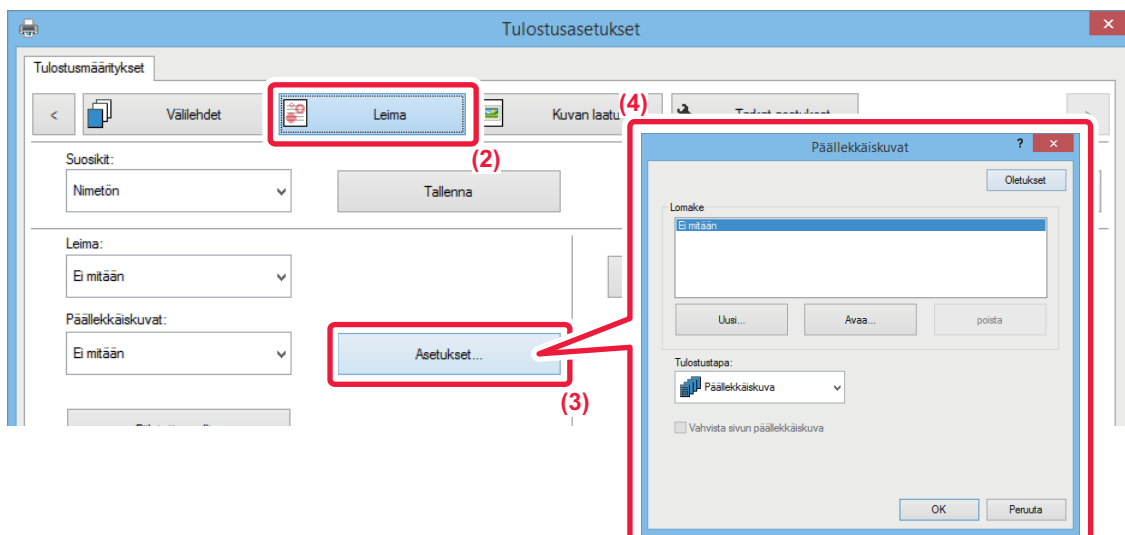 Tulostusasetukset
Tulostusmääritykset
< Välilehdet Leima Kuvan laatu
(4)
(2)
Suosikit:
Nimetön Tallenna
Leima:
Ei mitään
Päällekkäiskuvat:
Ei mitään Asetukset...
(3)
Päällekkäiskuvat ?
Oletukset
Lomake
Ei mitään
Uusi... Avaa... poista
Tulostustapa:
Päällekkäiskuva
Vahvista sivun päällekkäiskuva
OK Peruuta